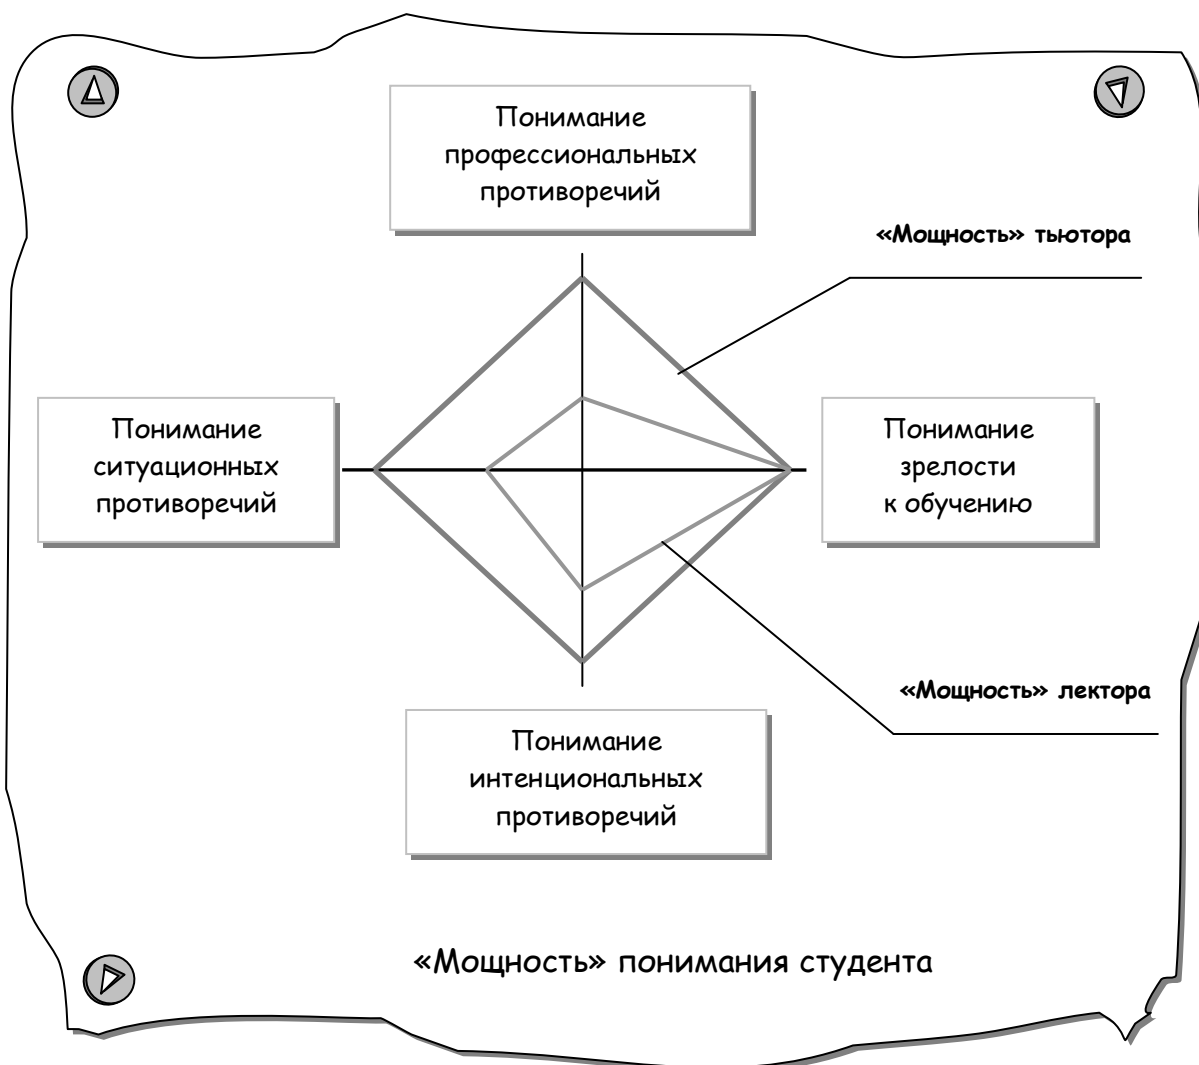 Понимание
профессиональных
противоречий
«Мощность» тьютора
Понимание
ситуационных
противоречий
Понимание
зрелости
к обучению
«Мощность» лектора
Понимание
интенциональных
противоречий
«Мощность» понимания студента